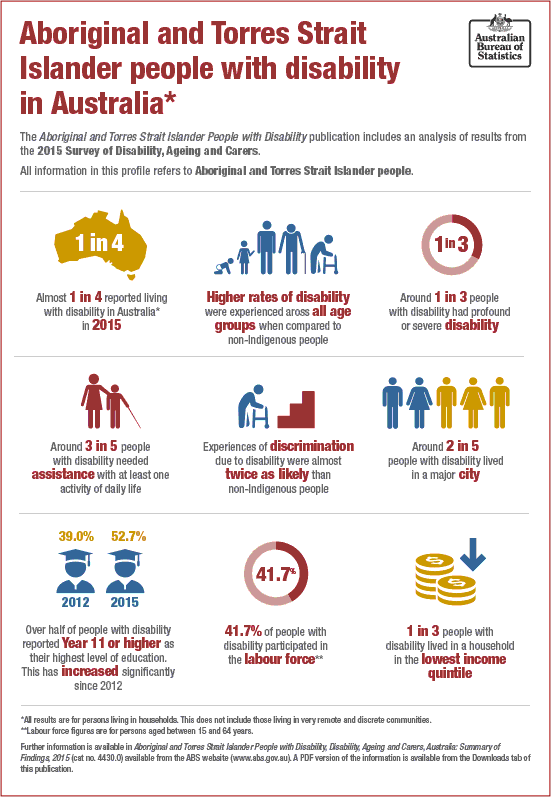 Aboriginal and Torres Strait
Islander people with disability
in Australia*
Australian
Bureau of
Statistics
The Aboriginal and Torres Strait Islander People with Disability publication includes an analysis of results from
the 2015 Survey of Disability, Ageing and Carers.
All information in this profile refers to Aboriginal and Torres Strait Islander people.
1 in 4
Almost 1 in 4 reported living
with disability in Australia*
in 2015
Higher rates of disability
were experienced aross all age
groups when compared to
non-Indigenous people
1 in 3
Around 1 in 3 people
with disability had profound
or severe disability
Around 3 in 5 people
with disability needed
assistance with at least one
activity of daily life
Experiences of discrimination
due to disability were almost
twice as likely than
non-Indigenous people
Around 2 in 5
people with disability lived
in a major city
39.0% 52.7%
2012 2015
Over half of people with disability
reported Year 11 or higher as
their highest level of education.
This has increased significantly
since 2012
41.7%
41.7% of people with
disability participated in
the labour force**
$
$
1 in 3 people with
disability lived in a household
in the lowest income
quintile
*All results are for persons living in households. This does not include those living in very remote and discrete communities.
**Labour force figures are for persons aged between 15 and 64 years.
Further information is available in Aboriginal and Torres Strait Islander People with Disability, Disability, Ageing and Carers, Australia: Summary of
Findings, 2015 (cat no. 4430.0) available from the ABS website (www.abs.gov.au). A PDF version of the information is available from the Downloads tab of
this publication.